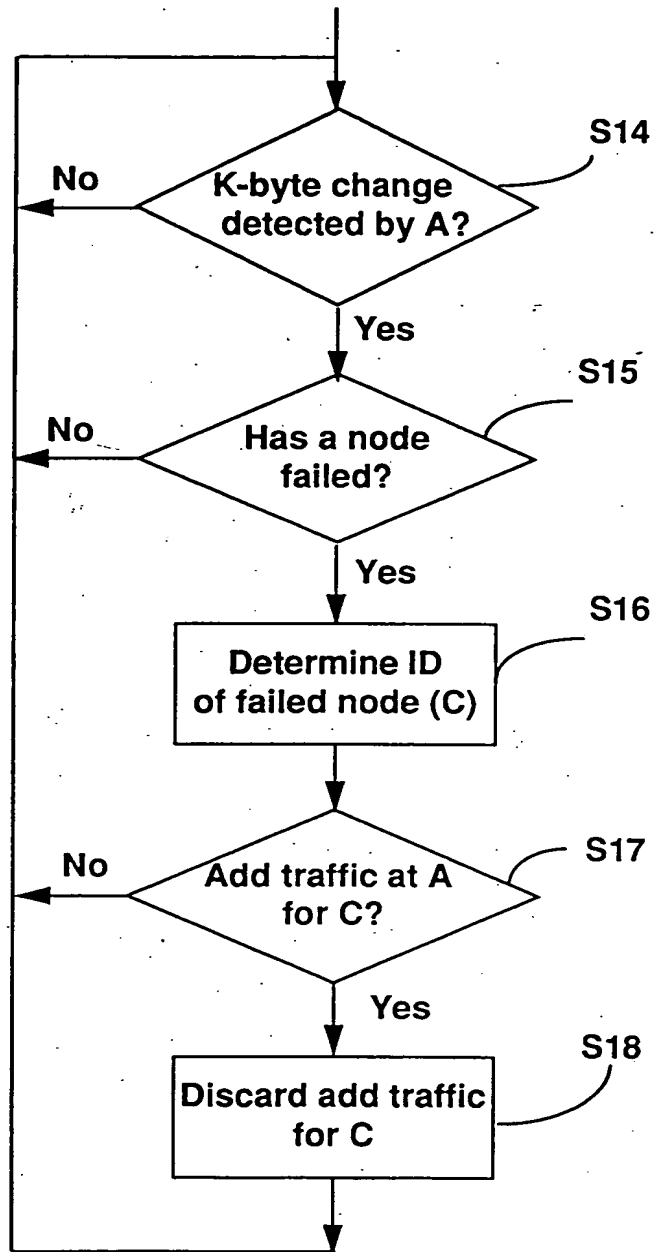 S14
No
K-byte change
detected by A?
Yes
S15
No
Has a node
failed?
Yes
S16
Determine ID
of failed node (C)
S17
No
Add traffic at A
for C?
Yes
S18
Discard add traffic
for C